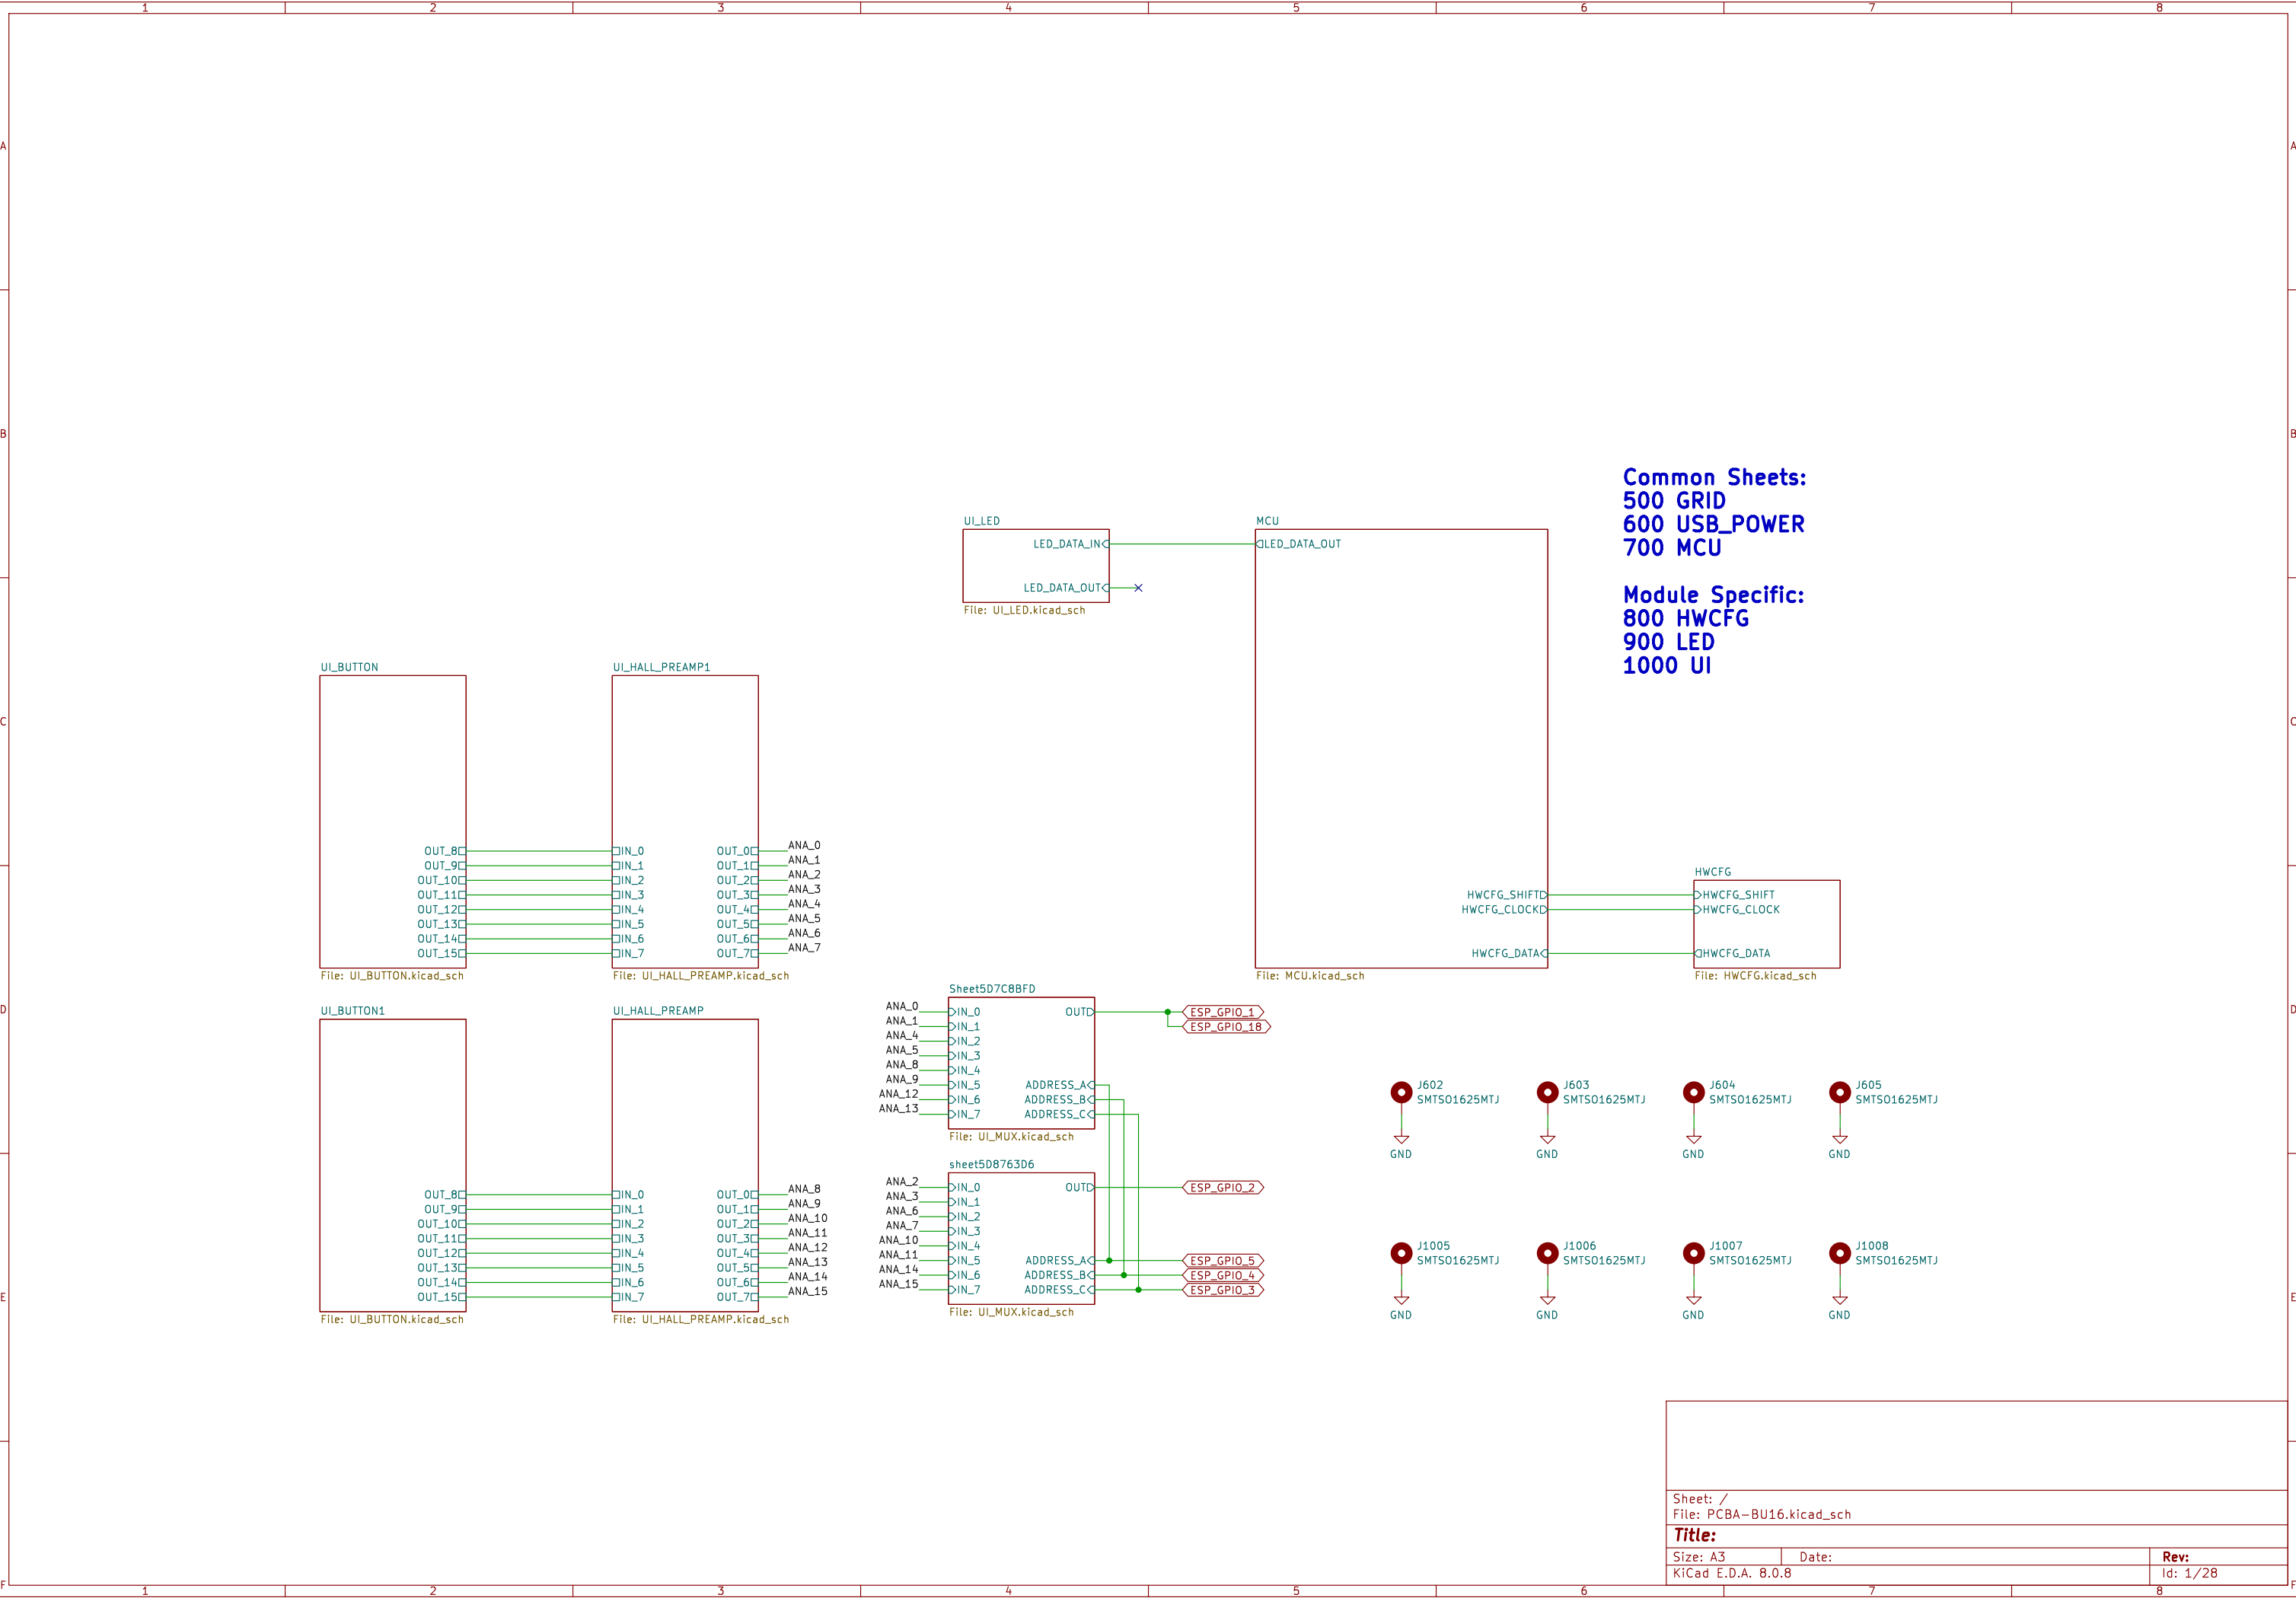 1 2 3 4 5 6 7 8
A A
B B
Common Sheets:
500 GRID
600 USB_POWER
700 MCU
Module Specific:
800 HWCFG
900 LED
1000 UI
UI_LED
LED_DATA_IN
LED_DATA_OUT
File: UI_LED.kicad_sch
MCU
LED_DATA_OUT
HWCFG_SHIFT
HWCFG_CLOCK
HWCFG_DATA
File: MCU.kicad_sch
HWCFG
HWCFG_SHIFT
HWCFG_CLOCK
HWCFG_DATA
File: HWCFG.kicad_sch
C C
UI_BUTTON
OUT_8
OUT_9
OUT_10
OUT_11
OUT_12
OUT_13
OUT_14
OUT_15
File: UI_BUTTON.kicad_sch
UI_HALL_PREAMP1
IN_0 OUT_0 ANA_0
IN_1 OUT_1 ANA_1
IN_2 OUT_2 ANA_2
IN_3 OUT_3 ANA_3
IN_4 OUT_4 ANA_4
IN_5 OUT_5 ANA_5
IN_6 OUT_6 ANA_6
IN_7 OUT_7 ANA_7
File: UI_HALL_PREAMP.kicad_sch
D D
UI_BUTTON1
OUT_8
OUT_9
OUT_10
OUT_11
OUT_12
OUT_13
OUT_14
OUT_15
File: UI_BUTTON.kicad_sch
UI_HALL_PREAMP
IN_0 OUT_0 ANA_8
IN_1 OUT_1 ANA_9
IN_2 OUT_2 ANA_10
IN_3 OUT_3 ANA_11
IN_4 OUT_4 ANA_12
IN_5 OUT_5 ANA_13
IN_6 OUT_6 ANA_14
IN_7 OUT_7 ANA_15
File: UI_HALL_PREAMP.kicad_sch
Sheet5D7C8BFD
ANA_0 IN_0 OUT ESP_GPIO_1
ANA_1 IN_1 ESP_GPIO_18
ANA_4 IN_2
ANA_5 IN_3
ANA_8 IN_4
ANA_9 IN_5 ADDRESS_A
ANA_12 IN_6 ADDRESS_B
ANA_13 IN_7 ADDRESS_C
File: UI_MUX.kicad_sch
sheet5D8763D6
ANA_2 IN_0 OUT ESP_GPIO_2
ANA_3 IN_1
ANA_6 IN_2
ANA_7 IN_3
ANA_10 IN_4
ANA_11 IN_5 ADDRESS_A ESP_GPIO_5
ANA_14 IN_6 ADDRESS_B ESP_GPIO_4
ANA_15 IN_7 ADDRESS_C ESP_GPIO_3
File: UI_MUX.kicad_sch
J602 J603 J604 J605
SMTSO1625MTJ SMTSO1625MTJ SMTSO1625MTJ SMTSO1625MTJ
GND GND GND GND
J1005 J1006 J1007 J1008
SMTSO1625MTJ SMTSO1625MTJ SMTSO1625MTJ SMTSO1625MTJ
GND GND GND GND
E E
Sheet: /
File: PCBA-BU16.kicad_sch
Title:
Size: A3 Date: Rev:
KiCad E.D.A. 8.0.8 Id: 1/28
F F
1 2 3 4 5 6 7 8